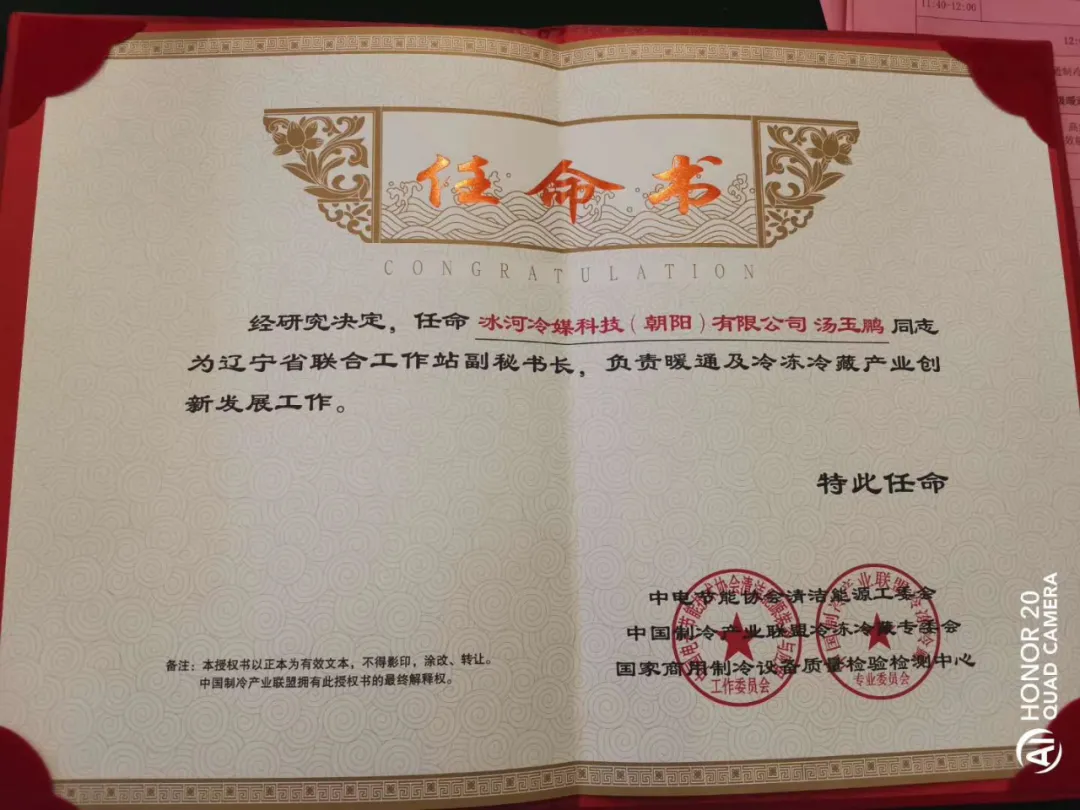 11:40-12:00
任命书
CONGRATULATION
经研究决定，任命 冰河冷媒科技（朝阳）有限公司 汤玉鹏 同志
为辽宁省联合工作站副秘书长，负责暖通及冷冻冷藏产业创
新发展工作。
特此任命
中电节能协会清洁能源工委会
中国制冷产业联盟冷冻冷藏专委会
国家商用制冷设备质量检验检测中心
工作委员会
专业委员会
备注：本授权书以正本为有效文本，不得影印，涂改、转让。
中国制冷产业联盟拥有此授权书的最终解释权。
HONOR 20
AI QUAD CAMERA